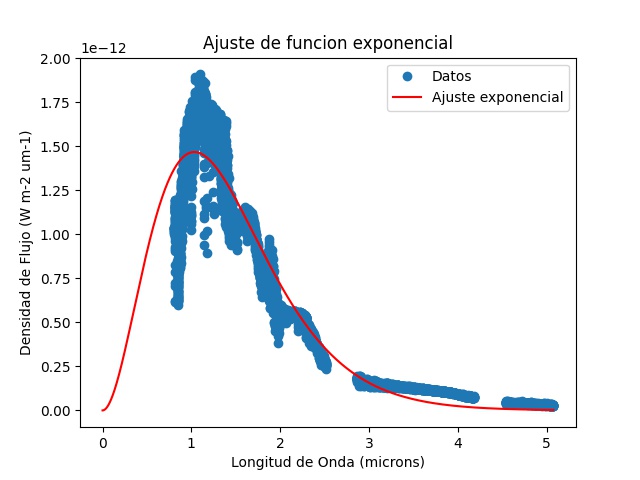 Ajuste de funcion exponencial
1e−12
2.00
1.75
1.50
1.25
1.00
0.75
0.50
0.25
0.00
Densidad de Flujo (W m-2 um-1)
Datos
Ajuste exponencial
0 1 2 3 4 5
Longitud de Onda (microns)